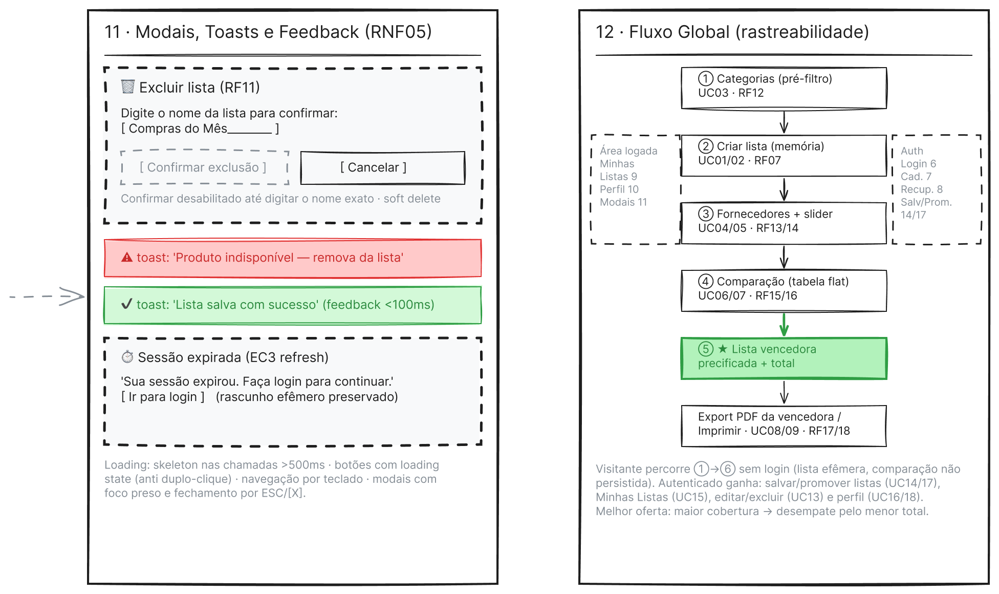 11 · Modais, Toasts e Feedback (RNF05)
🗑️ Excluir lista (RF11)
Digite o nome da lista para confirmar:
[ Compras do Mês_______ ]
[ Confirmar exclusão ]
[ Cancelar ]
Confirmar desabilitado até digitar o nome exato · soft delete
⚠ toast: 'Produto indisponível — remova da lista'
✔ toast: 'Lista salva com sucesso' (feedback <100ms)
⏱ Sessão expirada (EC3 refresh)
'Sua sessão expirou. Faça login para continuar.'
[ Ir para login ]   (rascunho efêmero preservado)
Loading: skeleton nas chamadas >500ms · botões com loading
state (anti duplo-clique) · navegação por teclado · modais com
foco preso e fechamento por ESC/[X].
12 · Fluxo Global (rastreabilidade)
① Categorias (pré-filtro)
UC03 · RF12
② Criar lista (memória)
UC01/02 · RF07
Área logada
Minhas
Listas 9
Perfil 10
Modais 11
Auth
Login 6
Cad. 7
Recup. 8
Salv/Prom.
14/17
③ Fornecedores + slider
UC04/05 · RF13/14
④ Comparação (tabela flat)
UC06/07 · RF15/16
⑤ ★ Lista vencedora
precificada + total
Export PDF da vencedora /
Imprimir · UC08/09 · RF17/18
Visitante percorre ①→⑥ sem login (lista efêmera, comparação não
persistida). Autenticado ganha: salvar/promover listas (UC14/17),
Minhas Listas (UC15), editar/excluir (UC13) e perfil (UC16/18).
Melhor oferta: maior cobertura → desempate pelo menor total.